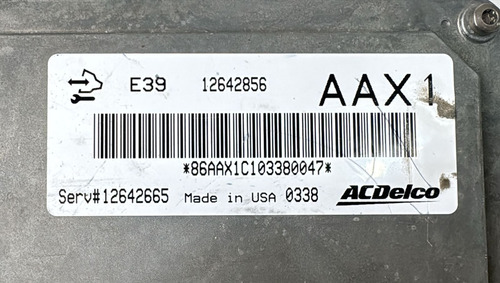 E39 12642856 AAX1
*86AAX1C103380047*
Serv#12642665 Made in USA 0338 ACDelco